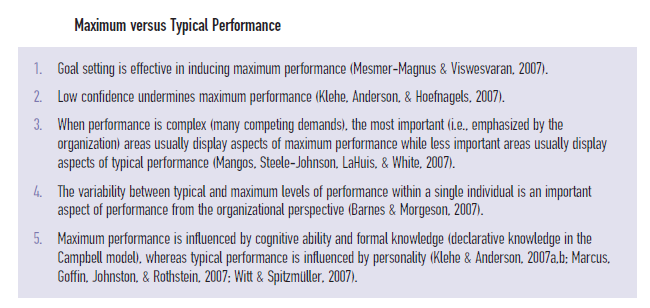 Maximum versus Typical Performance
1. Goal setting is effective in inducing maximum performance (Mesmer-Magnus & Viswesvaran, 2007).
2. Low confidence undermines maximum performance (Klehe, Anderson, & Hoefnagels, 2007).
3. When performance is complex (many competing demands), the most important (i.e., emphasized by the
organization) areas usually display aspects of maximum performance while less important areas usually display
aspects of typical performance (Mangos, Steele-Johnson, LaHuis, & White, 2007).
4. The variability between typical and maximum levels of performance within a single individual is an important
aspect of performance from the organizational perspective (Barnes & Morgeson, 2007).
5. Maximum performance is influenced by cognitive ability and formal knowledge (declarative knowledge in the
Campbell model), whereas typical performance is influenced by personality (Klehe & Anderson, 2007a,b; Marcus,
Goffin, Johnston, & Rothstein, 2007; Witt & Spitzmüller, 2007).